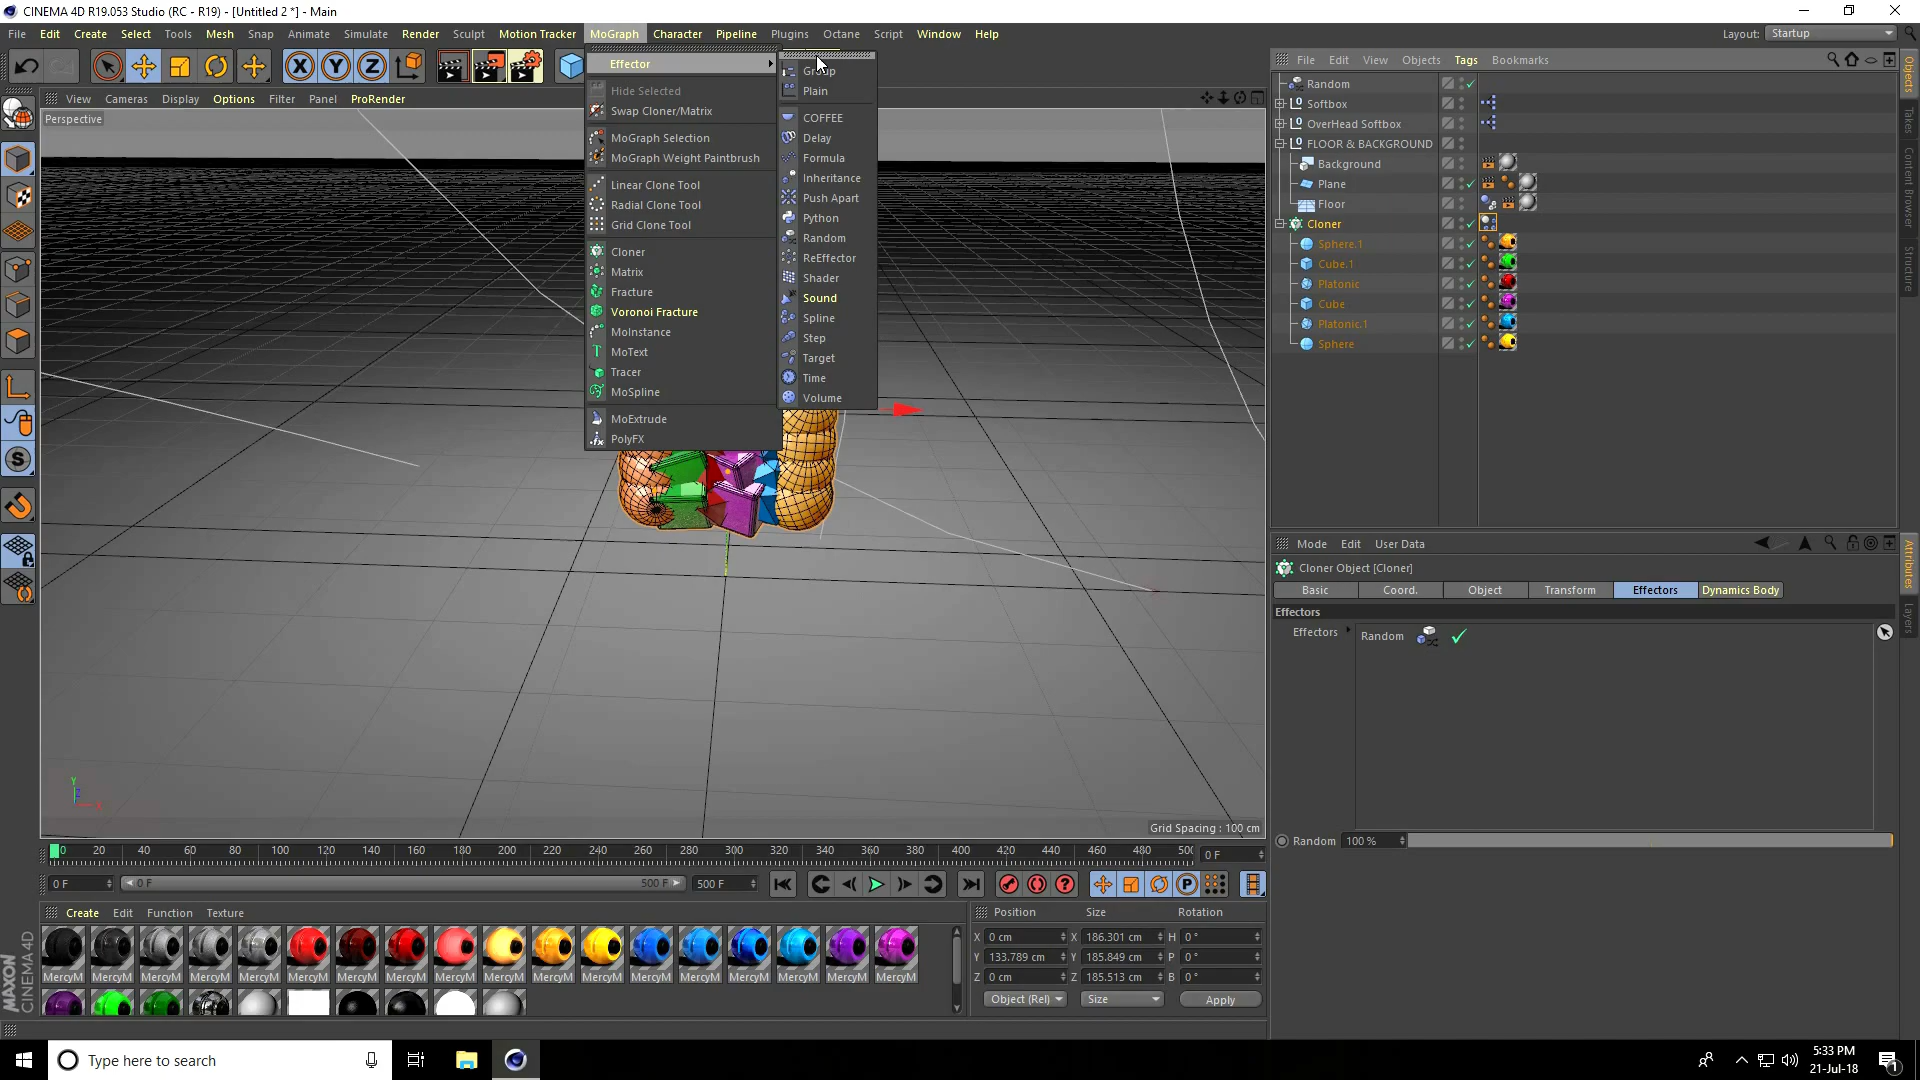 CINEMA 4D R19.053 Studio (RC - R19) - [Untitled 2 *] - Main
File Edit Create Select Tools Mesh Snap Animate Simulate Render Sculpt Motion Tracker MoGraph Character Pipeline Plugins Octane Script Window Help
Layout: Startup
View Cameras Display Options Filter Panel ProRender
Perspective
Effector
Hide Selected
Swap Cloner/Matrix
MoGraph Selection
MoGraph Weight Paintbrush
Linear Clone Tool
Radial Clone Tool
Grid Clone Tool
Cloner
Matrix
Fracture
Voronoi Fracture
MoInstance
MoText
Tracer
MoSpline
MoExtrude
PolyFX
Group
Plain
COFFEE
Delay
Formula
Inheritance
Push Apart
Python
Random
ReEffector
Shader
Sound
Spline
Step
Target
Time
Volume
Grid Spacing : 100 cm
Y
Z
X
File Edit View Objects Tags Bookmarks
Random
Softbox
OverHead Softbox
FLOOR & BACKGROUND
Background
Plane
Floor
Cloner
Sphere.1
Cube.1
Platonic
Cube
Platonic.1
Sphere
Objects
Takes
Content Browser
Structure
Mode Edit User Data
Cloner Object [Cloner]
Basic Coord. Object Transform Effectors Dynamics Body
Effectors
Effectors Random
Random 100 %
Attributes
Layers
0 20 40 60 80 100 120 140 160 180 200 220 240 260 280 300 320 340 360 380 400 420 440 460 480 500
0 F
0 F 0 F 500 F 500 F
Create Edit Function Texture
MercyM MercyM MercyM MercyM MercyM MercyM MercyM MercyM MercyM MercyM MercyM MercyM MercyM MercyM MercyM MercyM MercyM MercyM
Position Size Rotation
X 0 cm X 186.301 cm H 0 °
Y 133.789 cm Y 185.849 cm P 0 °
Z 0 cm Z 185.513 cm B 0 °
Object (Rel) Size Apply
MAXON
CINEMA 4D
Type here to search
5:33 PM
21-Jul-18
1